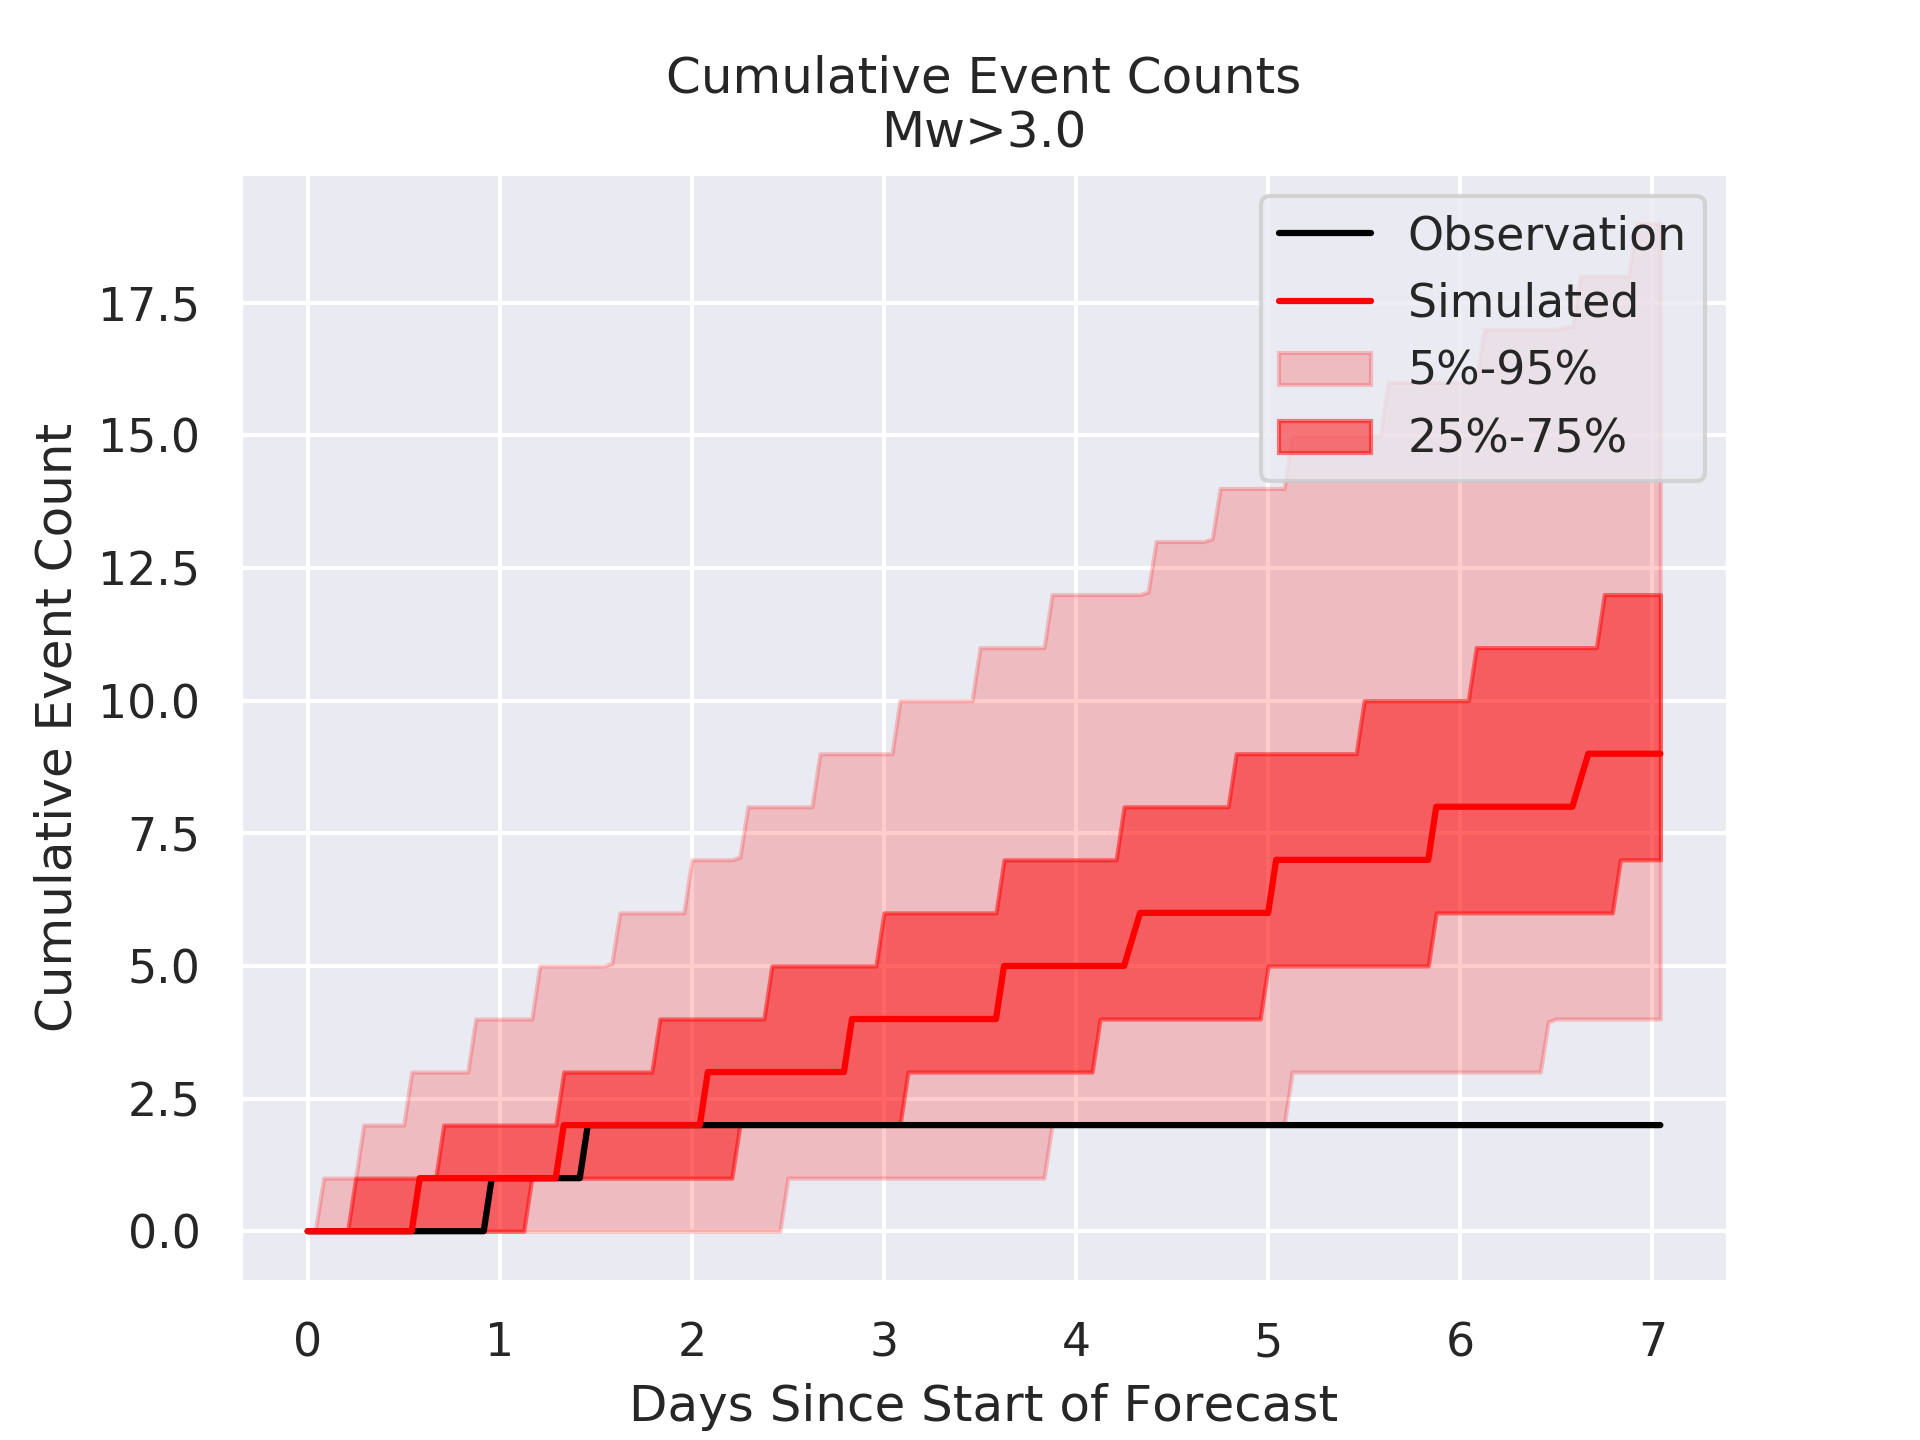 Cumulative Event Counts
Mw>3.0
Observation
Simulated
5%-95%
25%-75%
Cumulative Event Count
17.5
15.0
12.5
10.0
7.5
5.0
2.5
0.0
0 1 2 3 4 5 6 7
Days Since Start of Forecast